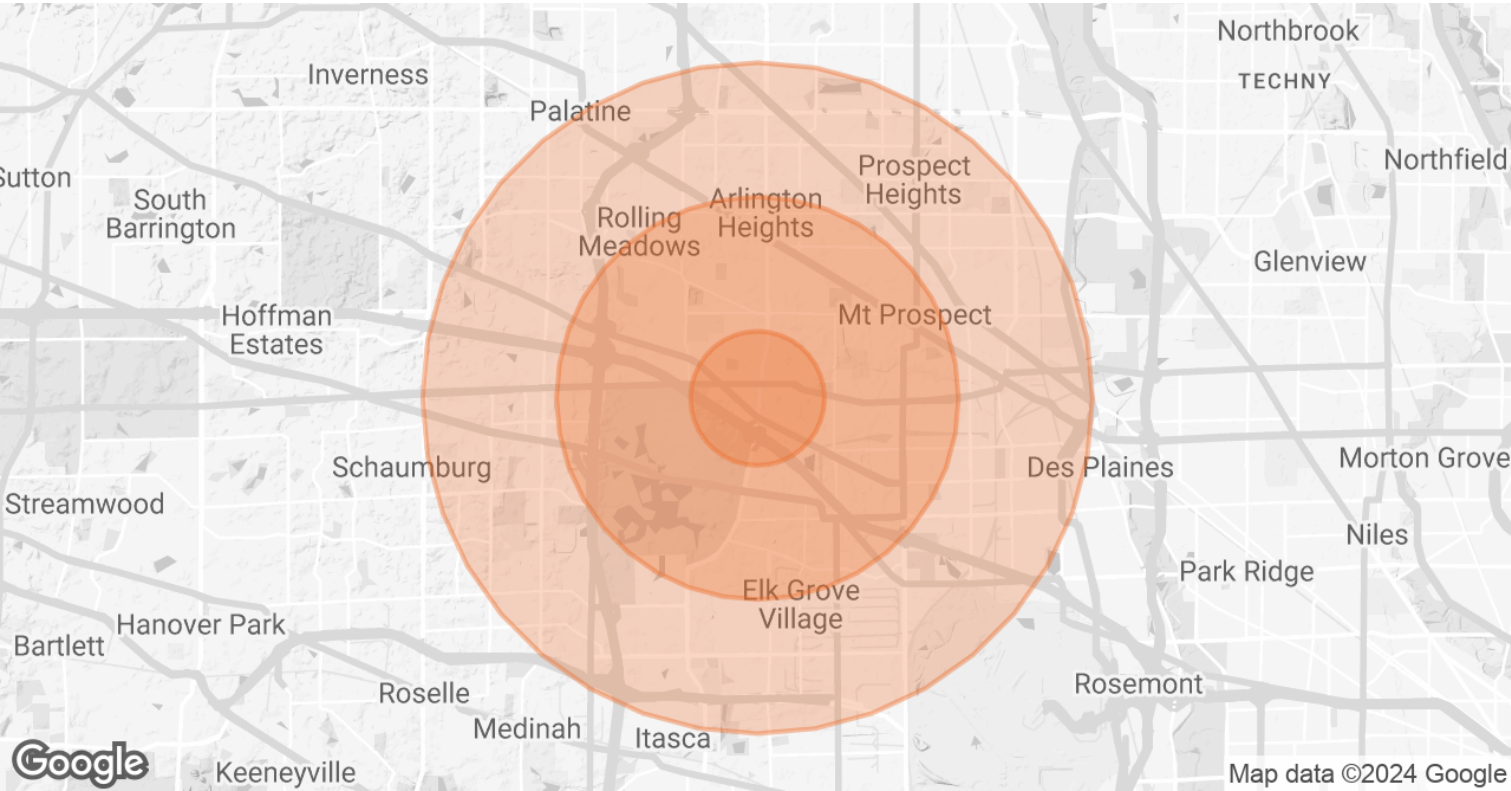 Northbrook
TECHNY
Inverness
Palatine
Northfield
Prospect
Heights
Sutton
South
Barrington
Arlington
Heights
Rolling
Meadows
Glenview
Hoffman
Estates
Mt Prospect
Schaumburg
Des Plaines
Morton Grove
Streamwood
Niles
Park Ridge
Elk Grove
Village
Hanover Park
Bartlett
Roselle
Rosemont
Medinah
Itasca
Google
Keeneyville
Map data ©2024 Google